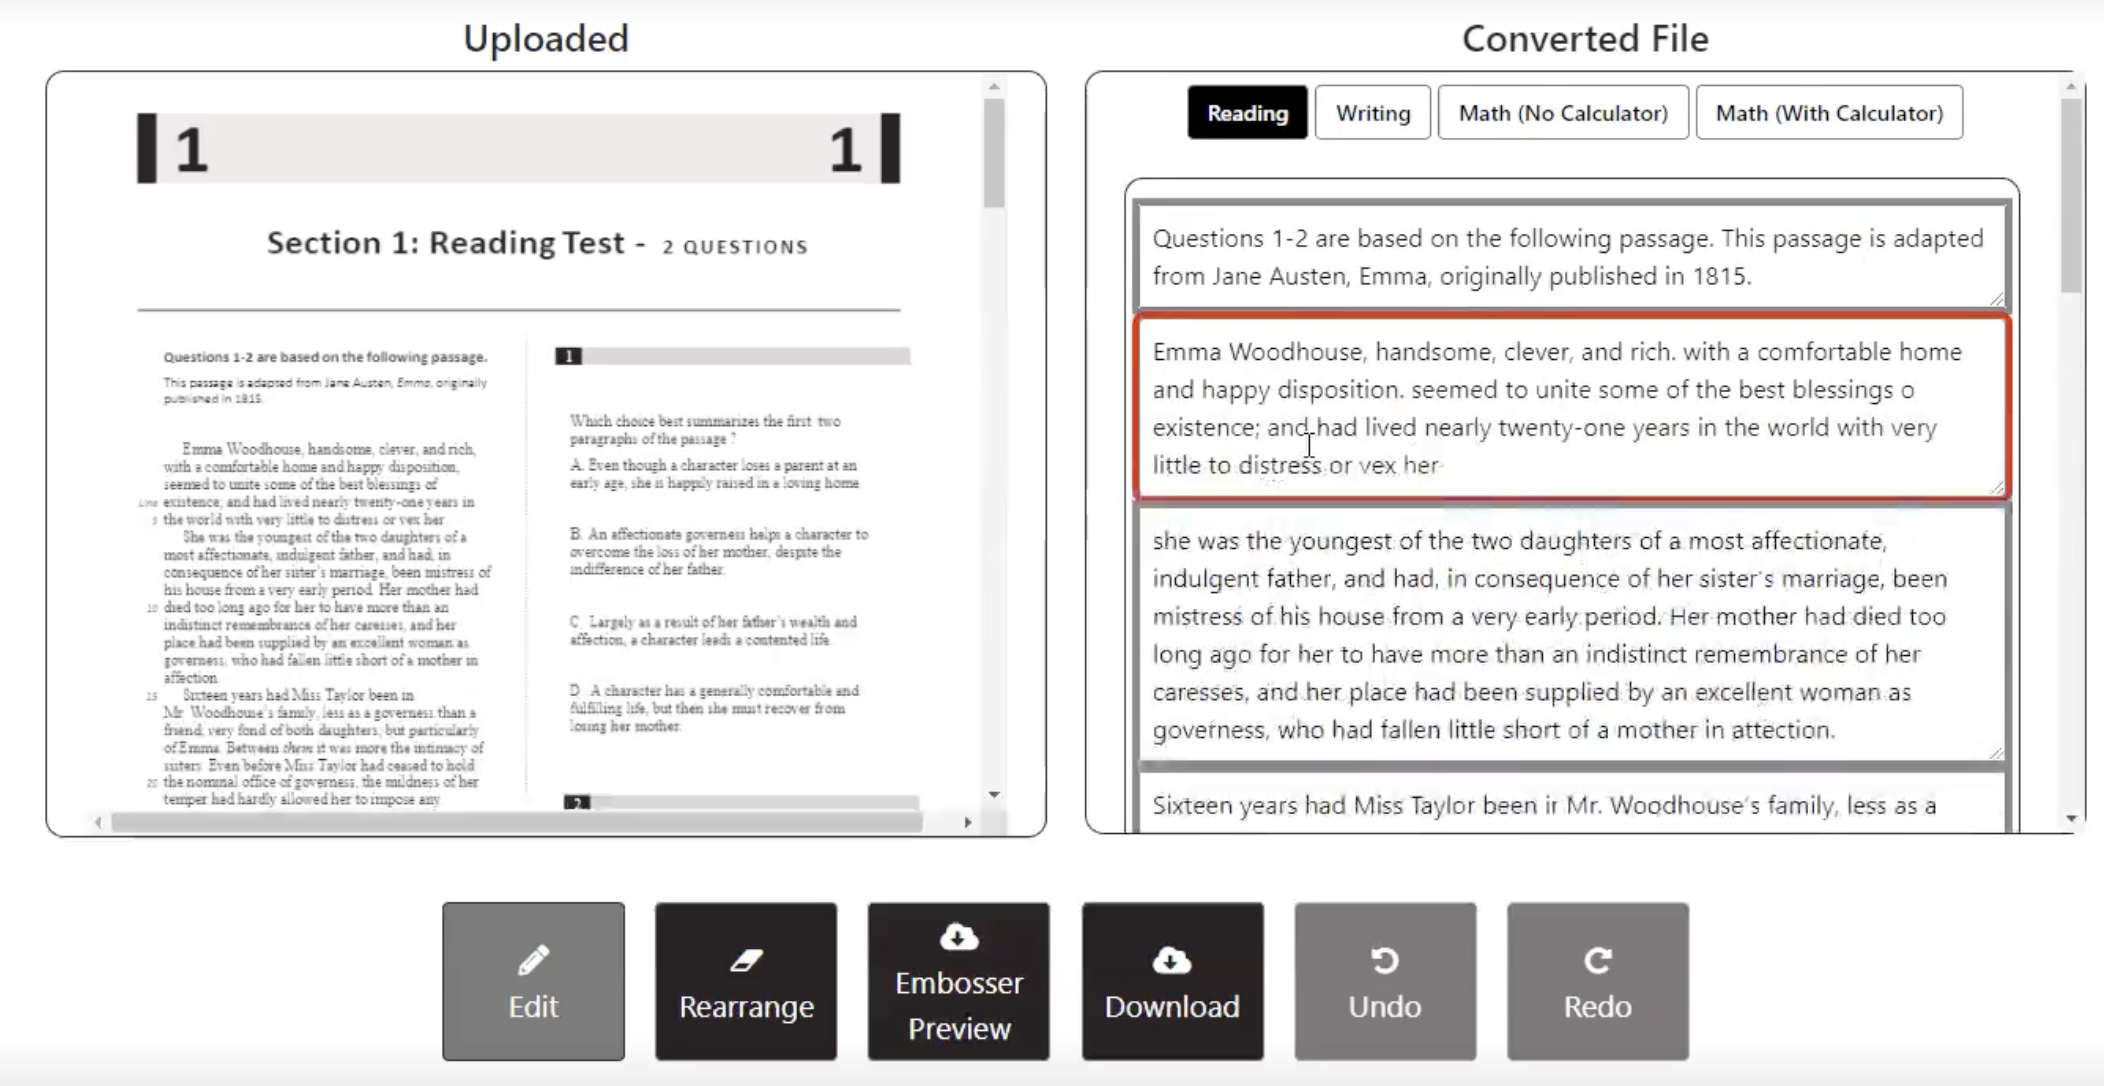 Uploaded
1 1
Section 1: Reading Test - 2 QUESTIONS
Questions 1-2 are based on the following passage.
This passage is adapted from Jane Austen, Emma, originally
published in 1815.
Emma Woodhouse, handsome, clever, and rich,
with a comfortable home and happy disposition,
seemed to unite some of the best blessings of
Line existence; and had lived nearly twenty-one years in
5 the world with very little to distress or vex her
She was the youngest of the two daughters of a
most affectionate, indulgent father, and had, in
consequence of her sister's marriage, been mistress of
his house from a very early period. Her mother had
10 died too long ago for her to have more than an
indistinct remembrance of her caresses, and her
place had been supplied by an excellent woman as
governess, who had fallen little short of a mother in
affection
15 Sixteen years had Miss Taylor been in
Mr Woodhouse's family, less as a governess than a
friend, very fond of both daughters, but particularly
of Emma. Between them it was more the intimacy of
sisters. Even before Miss Taylor had ceased to hold
20 the nominal office of governess, the mildness of her
temper had hardly allowed her to impose any
1
Which choice best summarizes the first two
paragraphs of the passage ?
A. Even though a character loses a parent at an
early age, she is happily raised in a loving home
B. An affectionate governess helps a character to
overcome the loss of her mother, despite the
indifference of her father.
C. Largely as a result of her father's wealth and
affection, a character leads a contented life
D. A character has a generally comfortable and
fulfilling life, but then she must recover from
losing her mother.
2
Converted File
Reading Writing Math (No Calculator) Math (With Calculator)
Questions 1-2 are based on the following passage. This passage is adapted
from Jane Austen, Emma, originally published in 1815.
Emma Woodhouse, handsome, clever, and rich. with a comfortable home
and happy disposition. seemed to unite some of the best blessings o
existence; and had lived nearly twenty-one years in the world with very
little to distress or vex her
she was the youngest of the two daughters of a most affectionate,
indulgent father, and had, in consequence of her sister's marriage, been
mistress of his house from a very early period. Her mother had died too
long ago for her to have more than an indistinct remembrance of her
caresses, and her place had been supplied by an excellent woman as
governess, who had fallen little short of a mother in attection.
Sixteen years had Miss Taylor been ir Mr. Woodhouse's family, less as a
Edit
Rearrange
Embosser
Preview
Download
Undo
Redo